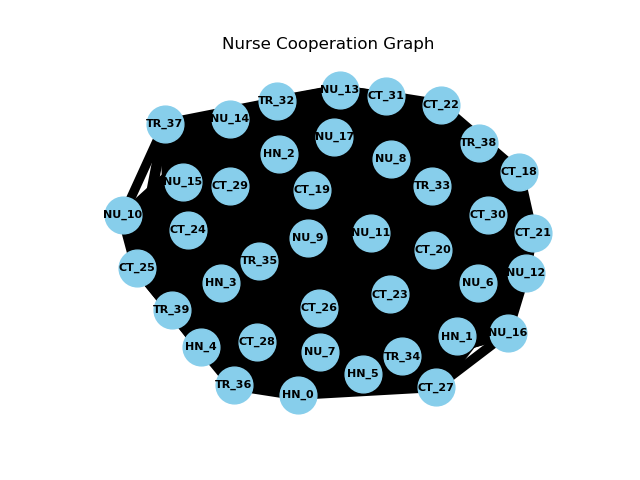 Nurse Cooperation Graph
NU_13
CT_31
TR_32
CT_22
NU_14
TR_37
NU_17
TR_38
HN_2
NU_8
CT_18
NU_15
CT_29
TR_33
CT_19
NU_10
CT_30
CT_24
NU_11
CT_21
NU_9
CT_20
TR_35
CT_25
NU_12
HN_3
NU_6
CT_23
CT_26
TR_39
NU_16
HN_1
CT_28
HN_4
NU_7
TR_34
HN_5
TR_36
CT_27
HN_0